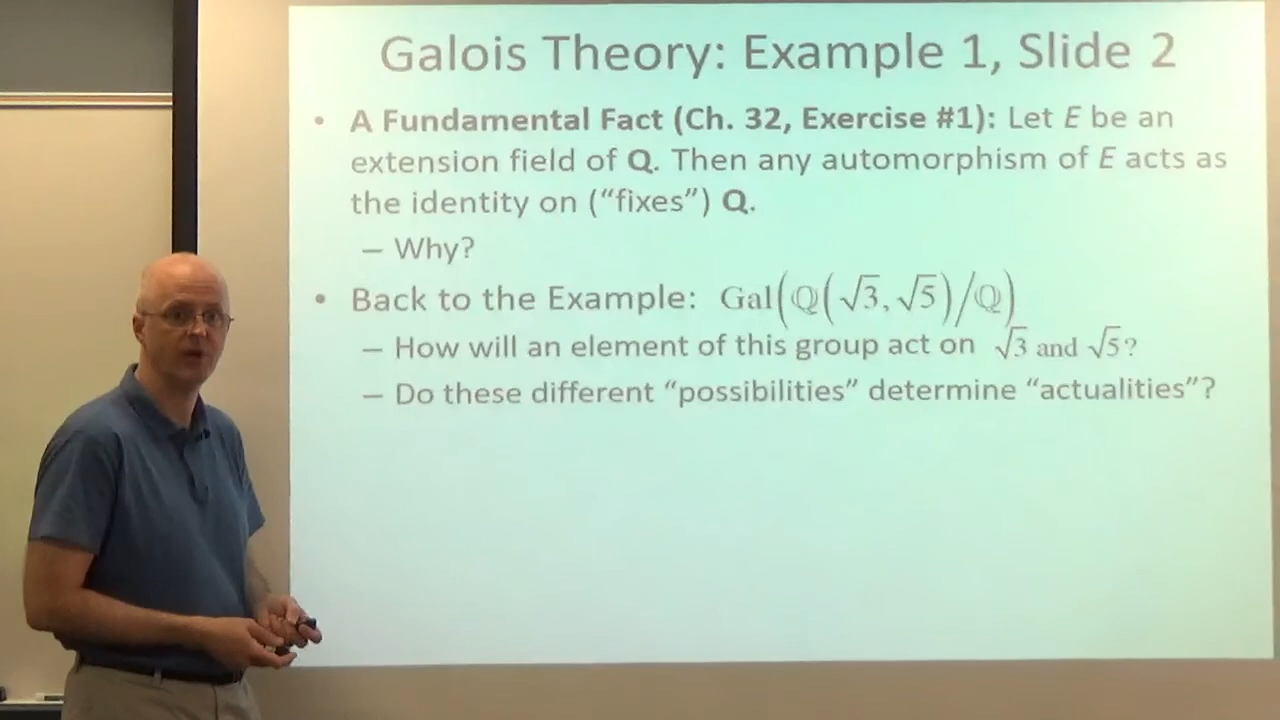 Galois Theory: Example 1, Slide 2
• A Fundamental Fact (Ch. 32, Exercise #1): Let E be an
extension field of Q. Then any automorphism of E acts as
the identity on (“fixes”) Q.
– Why?
• Back to the Example: Gal(ℚ(√3, √5)/ℚ)
– How will an element of this group act on √3 and √5?
– Do these different “possibilities” determine “actualities”?